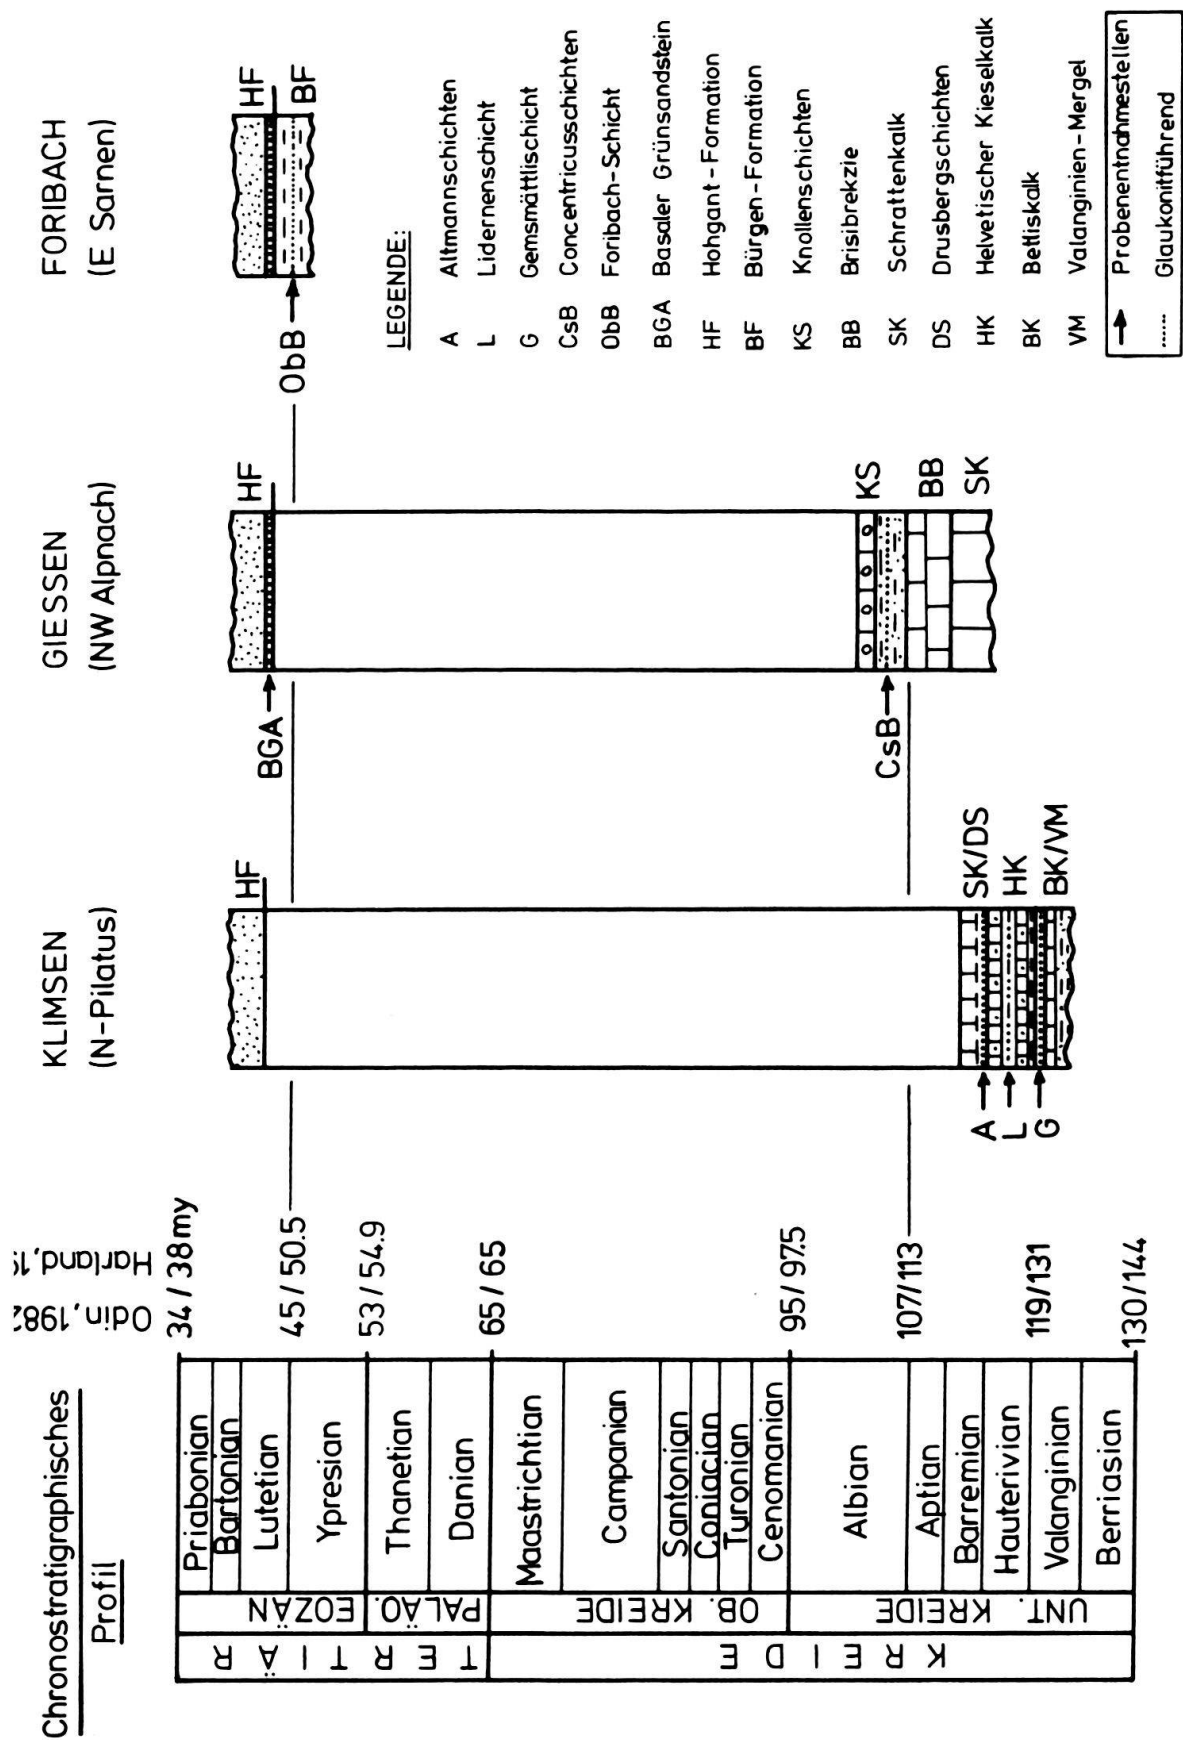 Chronostratigraphisches
Profil
TERTIÄR
KREIDE
EOZÄN
PALÄO.
OB. KREIDE
UNT. KREIDE
Priabonian
Bartonian
Lutetian
Ypresian
Thanetian
Danian
Maastrichtian
Campanian
Santonian
Coniacian
Turonian
Cenomanian
Albian
Aptian
Barremian
Hauterivian
Valanginian
Berriasian
Odin, 1982
Harland,
34 / 38 my
45 / 50.5
53 / 54.9
65 / 65
95 / 97.5
107/113
119/131
130/144
KLIMSEN
(N-Pilatus)
HF
SK/DS
HK
BK/VM
A
L
G
GIESSEN
(NW Alpnach)
HF
BGA
KS
CsB
BB
SK
FORIBACH
(E Sarnen)
HF
BF
ObB
LEGENDE:
A Altmannschichten
L Lidernenschicht
G Gemsmättlischicht
CsB Concentricusschichten
ObB Foribach-Schicht
BGA Basaler Grünsandstein
HF Hohgant-Formation
BF Bürgen-Formation
KS Knollenschichten
BB Brisibrekzie
SK Schrattenkalk
DS Drusbergschichten
HK Helvetischer Kieselkalk
BK Betliskalk
VM Valanginien-Mergel
Probenentnahmestellen
Glaukonitführend